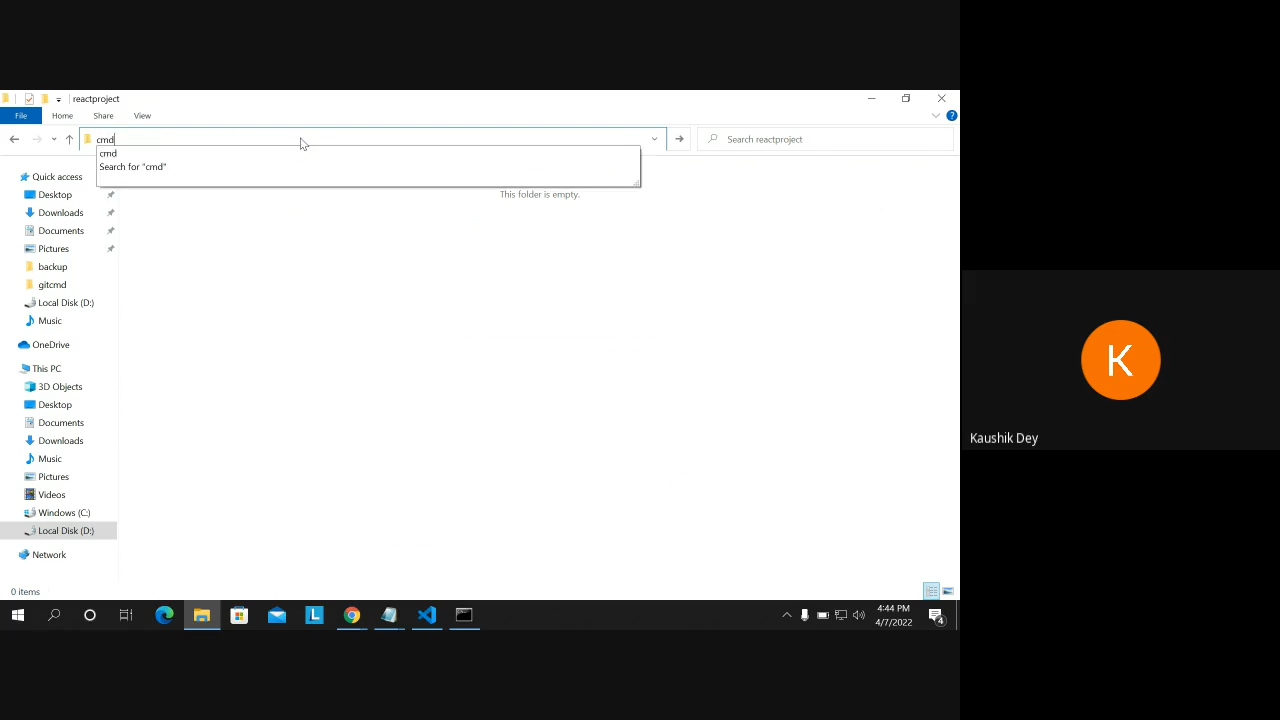 reactproject
File Home Share View
cmd
Search reactproject
cmd
Search for "cmd"
This folder is empty.
Quick access
Desktop
Downloads
Documents
Pictures
backup
gitcmd
Local Disk (D:)
Music
OneDrive
This PC
3D Objects
Desktop
Documents
Downloads
Music
Pictures
Videos
Windows (C:)
Local Disk (D:)
Network
0 items
4:44 PM
4/7/2022
4
L
K
Kaushik Dey